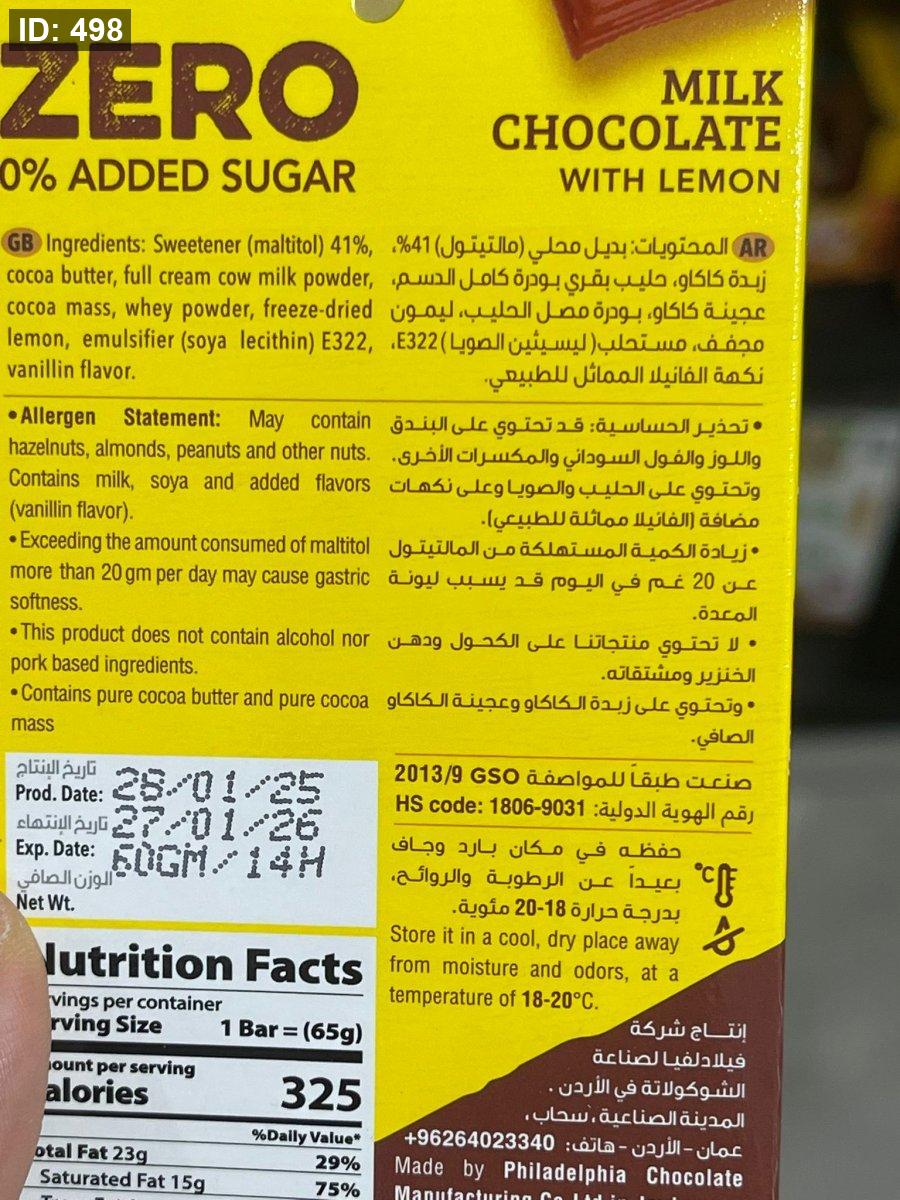 ID: 498
ZERO
0% ADDED SUGAR
MILK
CHOCOLATE
WITH LEMON
GB Ingredients: Sweetener (maltitol) 41%,
cocoa butter, full cream cow milk powder,
cocoa mass, whey powder, freeze-dried
lemon, emulsifier (soya lecithin) E322,
vanillin flavor.
AR المحتويات: بديل محلي (مالتيتول) 41%،
زبدة كاكاو، حليب بقري بودرة كامل الدسم،
عجينة كاكاو، بودرة مصل الحليب، ليمون
مجفف، مستحلب( ليسيثين الصويا ) E322،
نكهة الفانيلا المماثل للطبيعي.
•Allergen Statement: May contain
hazelnuts, almonds, peanuts and other nuts.
Contains milk, soya and added flavors
(vanillin flavor).
•Exceeding the amount consumed of maltitol
more than 20 gm per day may cause gastric
softness.
•This product does not contain alcohol nor
pork based ingredients.
•Contains pure cocoa butter and pure cocoa
mass
• تحذير الحساسية: قد تحتوي على البندق
واللوز والفول السوداني والمكسرات الأخرى.
وتحتوي على الحليب والصويا وعلى نكهات
مضافة (الفانيلا مماثلة للطبيعي).
•زيادة الكمية المستهلكة من المالتيتول
عن 20 غم في اليوم قد يسبب ليونة
المعدة.
• لا تحتوي منتجاتنا على الكحول ودهن
الخنزير ومشتقاته.
•وتحتوي على زبدة الكاكاو وعجينة الكاكاو
الصافي.
تاريخ الإنتاج
Prod. Date: 28/01/25
تاريخ الإنتهاء
Exp. Date: 27/01/26
60GM/14H
الوزن الصافي
Net Wt.
صنعت طبقاً للمواصفة 2013/9 GSO
رقم الهوية الدولية: HS code: 1806-9031
حفظه في مكان بارد وجاف
بعيداً عن الرطوبة والروائح،
بدرجة حرارة 18-20 مئوية.
°C
Store it in a cool, dry place away
from moisture and odors, at a
temperature of 18-20°C.
Nutrition Facts
rvings per container
rving Size 1 Bar = (65g)
ount per serving
alories 325
%Daily Value*
otal Fat 23g 29%
Saturated Fat 15g 75%
إنتاج شركة
فيلادلفيا لصناعة
الشوكولاتة في الأردن .
المدينة الصناعية ، سحاب ،
عمان - الأردن - هاتف: +96264023340
Made by Philadelphia Chocolate
Manufacturing Co.Ltd